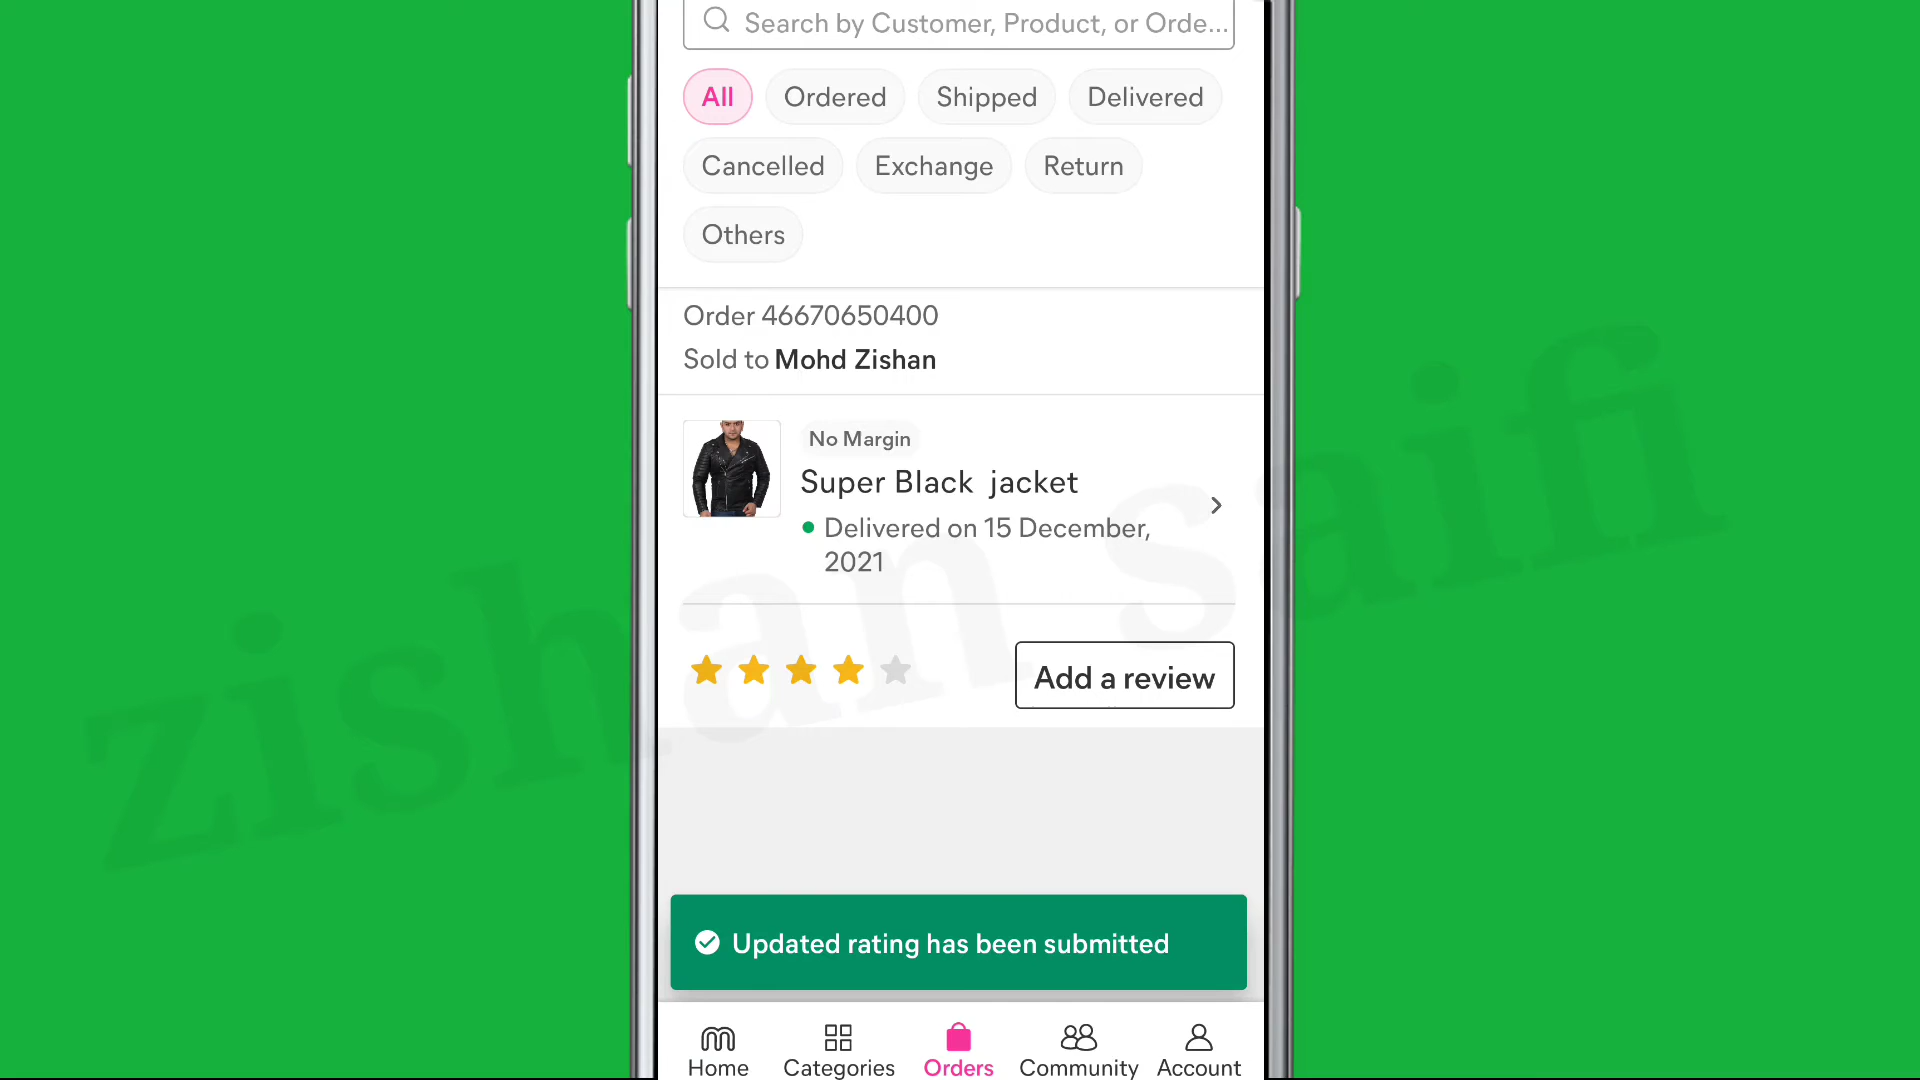 Search by Customer, Product, or Orde...
All Ordered Shipped Delivered
Cancelled Exchange Return
Others
Order 46670650400
Sold to Mohd Zishan
No Margin
Super Black jacket
Delivered on 15 December,
2021
Add a review
Updated rating has been submitted
Home Categories Orders Community Account
zishan saifi